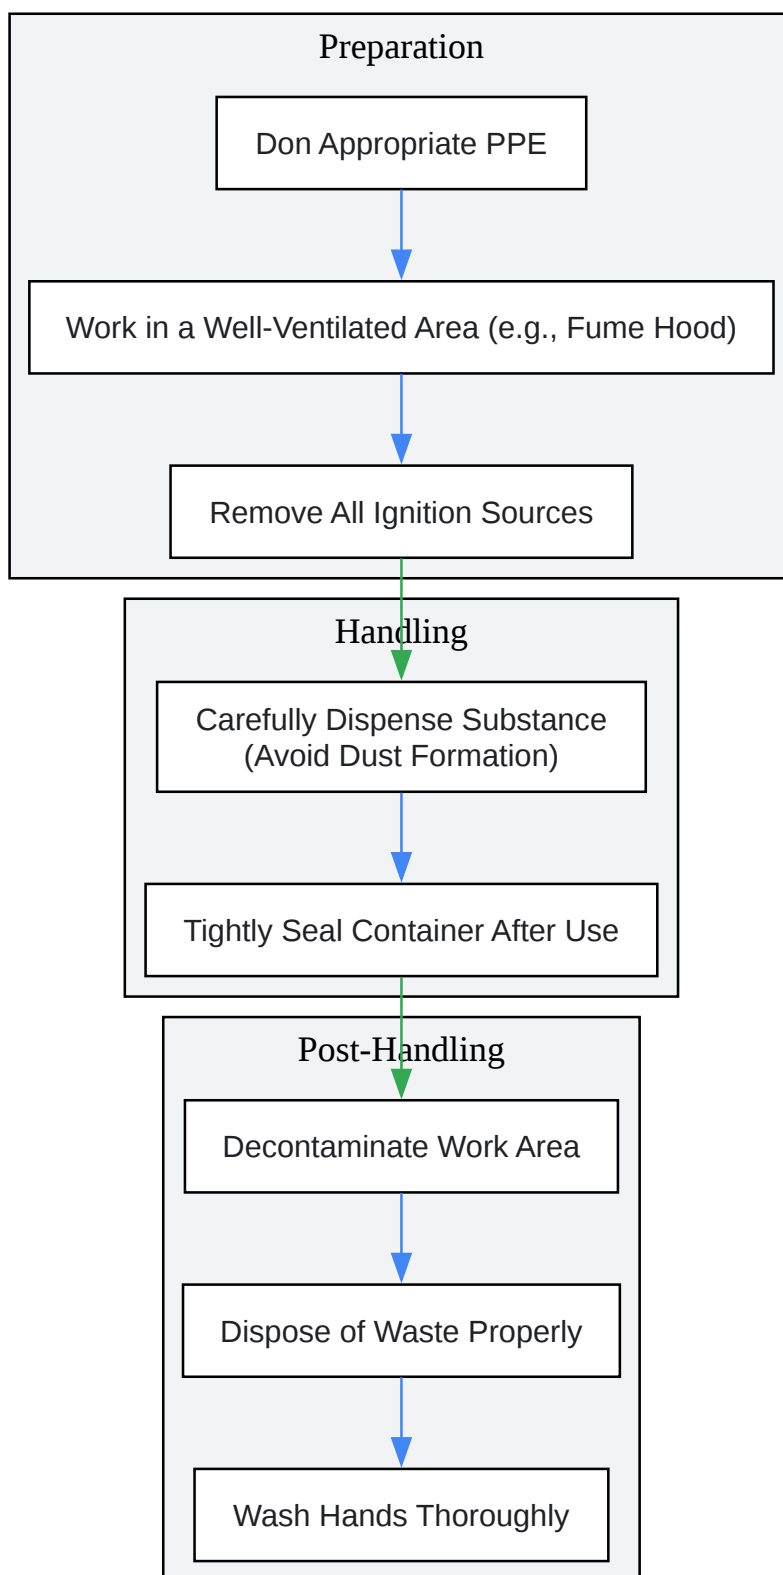 Preparation
Don Appropriate PPE
Work in a Well-Ventilated Area (e.g., Fume Hood)
Remove All Ignition Sources
Handling
Carefully Dispense Substance
(Avoid Dust Formation)
Tightly Seal Container After Use
Post-Handling
Decontaminate Work Area
Dispose of Waste Properly
Wash Hands Thoroughly